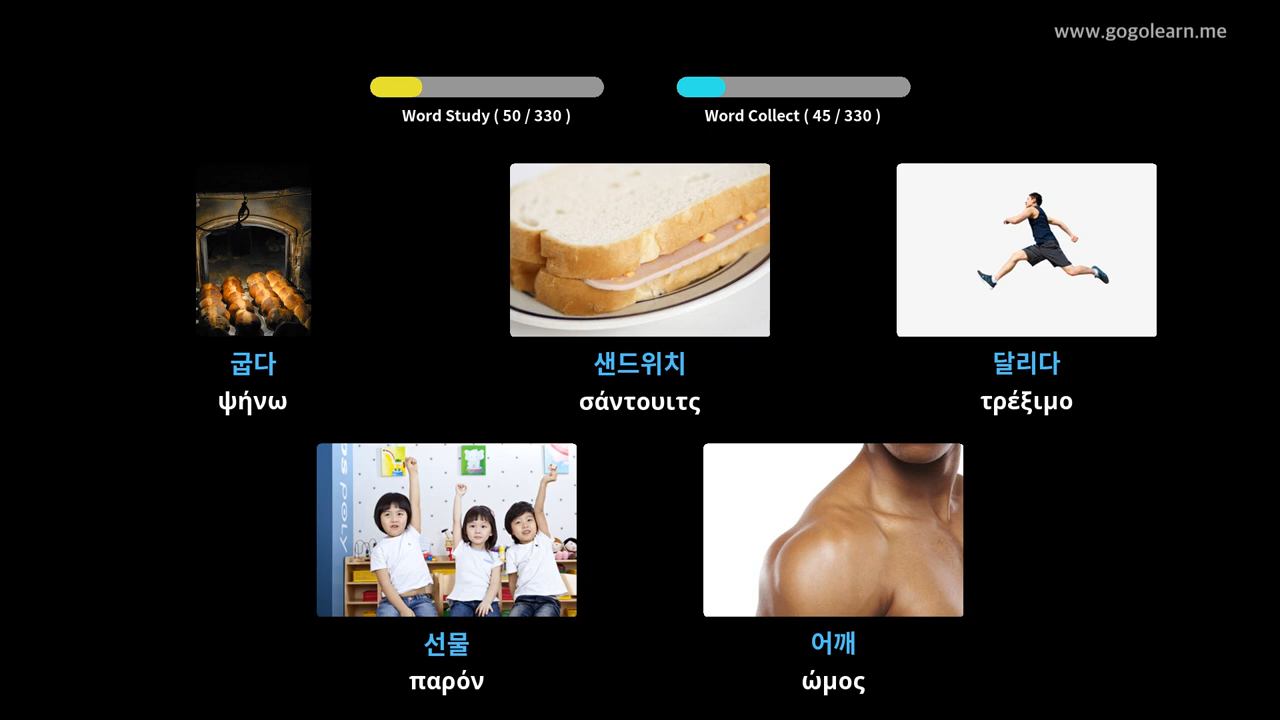 www.gogolearn.me
Word Study ( 50 / 330 )
Word Collect ( 45 / 330 )
굽다
ψήνω
샌드위치
σάντουιτς
달리다
τρέξιμο
선물
παρόν
어깨
ώμος